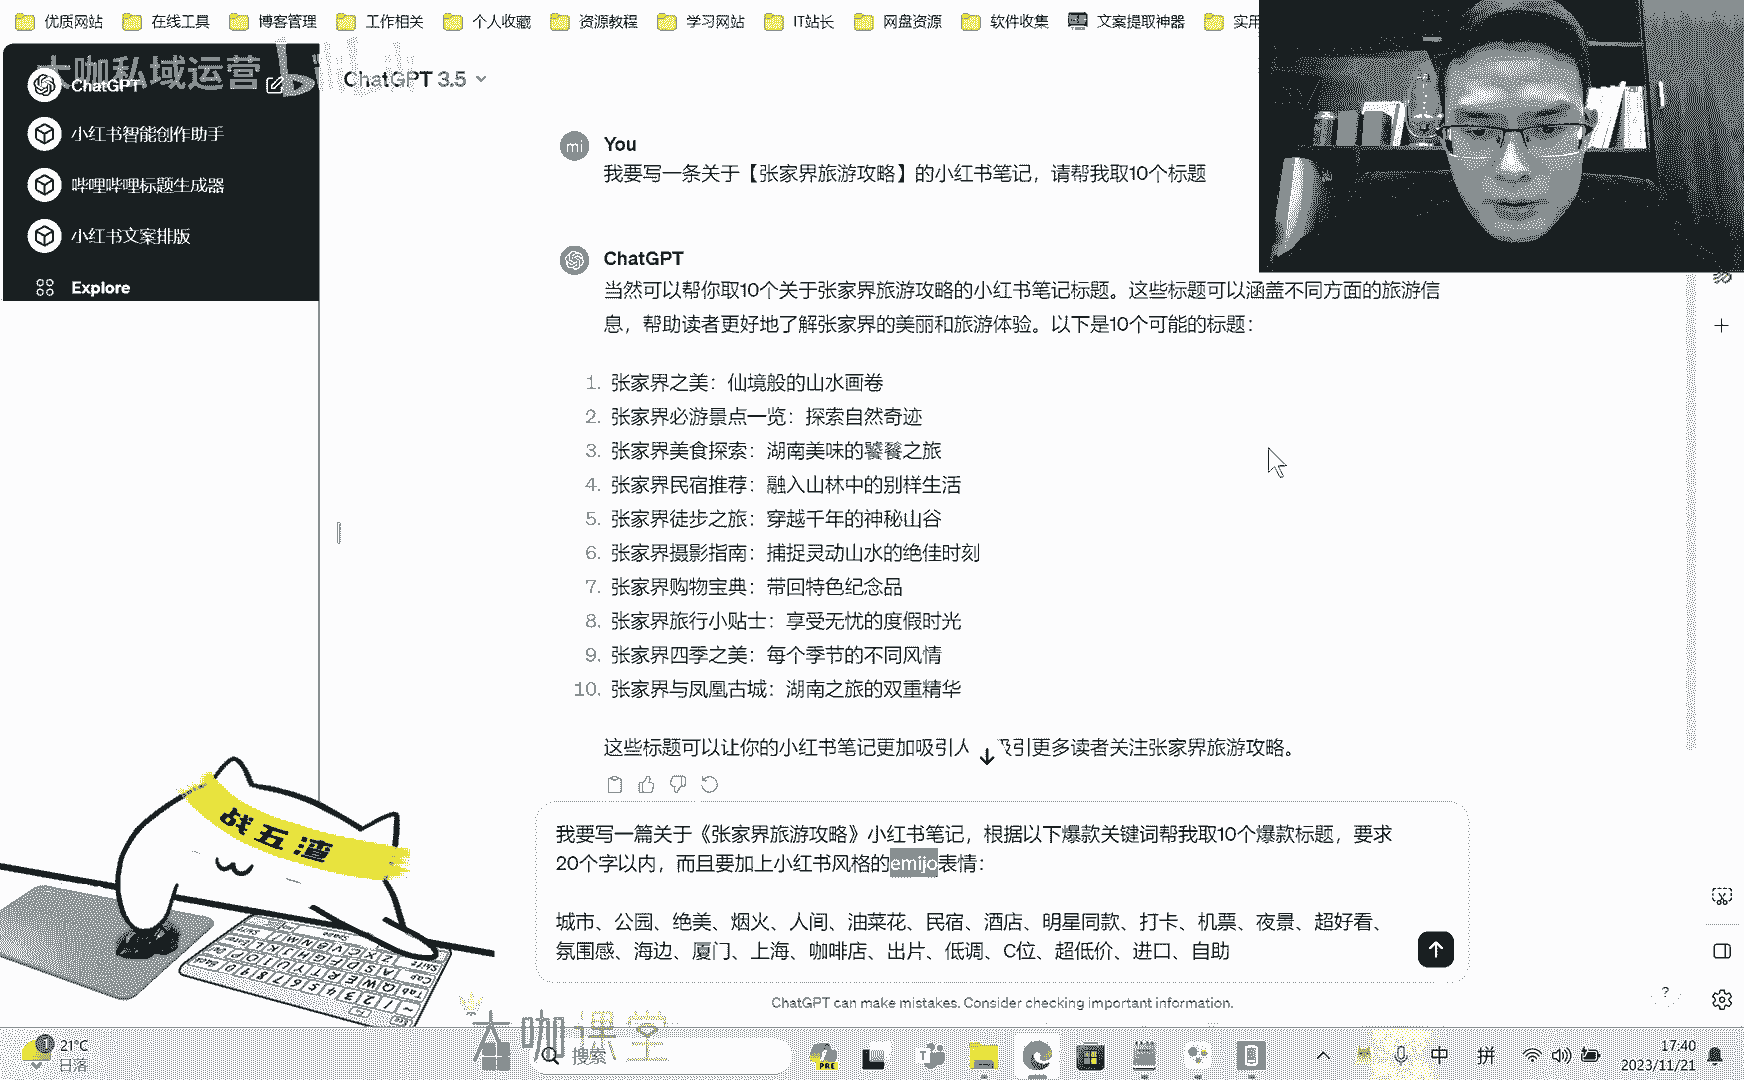 优质网站 在线工具 博客管理 工作相关 个人收藏 资源教程 学习网站 IT站长 网盘资源 软件收集 文案提取神器 实用
大咖私域运营 bilibili
ChatGPT
小红书智能创作助手
哔哩哔哩标题生成器
小红书文案排版
Explore
ChatGPT 3.5
mi You
我要写一条关于【张家界旅游攻略】的小红书笔记，请帮我取10个标题
ChatGPT
当然可以帮你取10个关于张家界旅游攻略的小红书笔记标题。这些标题可以涵盖不同方面的旅游信
息，帮助读者更好地了解张家界的美丽和旅游体验。以下是10个可能的标题：
1. 张家界之美：仙境般的山水画卷
2. 张家界必游景点一览：探索自然奇迹
3. 张家界美食探索：湖南美味的饕餮之旅
4. 张家界民宿推荐：融入山林中的别样生活
5. 张家界徒步之旅：穿越千年的神秘山谷
6. 张家界摄影指南：捕捉灵动山水的绝佳时刻
7. 张家界购物宝典：带回特色纪念品
8. 张家界旅行小贴士：享受无忧的度假时光
9. 张家界四季之美：每个季节的不同风情
10. 张家界与凤凰古城：湖南之旅的双重精华
这些标题可以让你的小红书笔记更加吸引人 吸引更多读者关注张家界旅游攻略。
我要写一篇关于《张家界旅游攻略》小红书笔记，根据以下爆款关键词帮我取10个爆款标题，要求
20个字以内，而且要加上小红书风格的emijo表情：
城市、公园、绝美、烟火、人间、油菜花、民宿、酒店、明星同款、打卡、机票、夜景、超好看、
氛围感、海边、厦门、上海、咖啡店、出片、低调、C位、超低价、进口、自助
ChatGPT can make mistakes. Consider checking important information.
?
战五渣
大咖课堂
1
21°C
日落
搜索
PRE
中 拼
17:40
2023/11/21